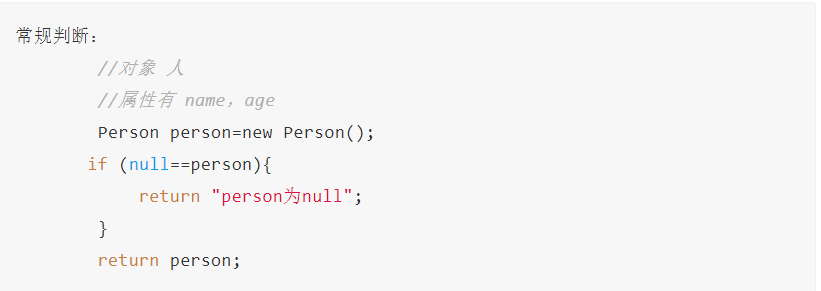 常规判断：
//对象 人
//属性有 name，age
Person person=new Person();
if (null==person){
return "person为null";
}
return person;